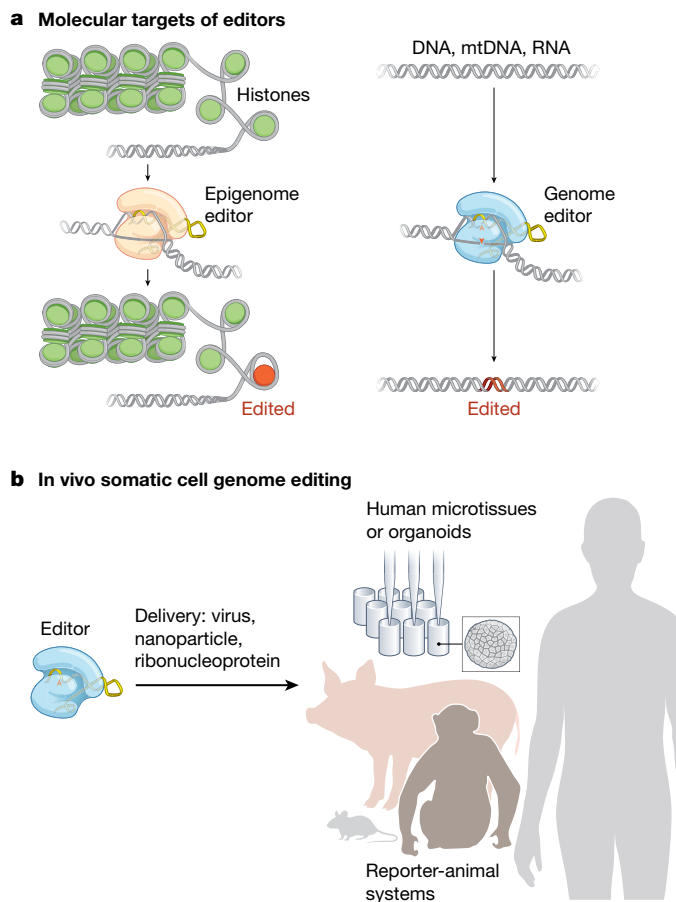 a Molecular targets of editors
Histones
Epigenome
editor
Edited
DNA, mtDNA, RNA
Genome
editor
Edited
b In vivo somatic cell genome editing
Editor
Delivery: virus,
nanoparticle,
ribonucleoprotein
Human microtissues
or organoids
Reporter-animal
systems